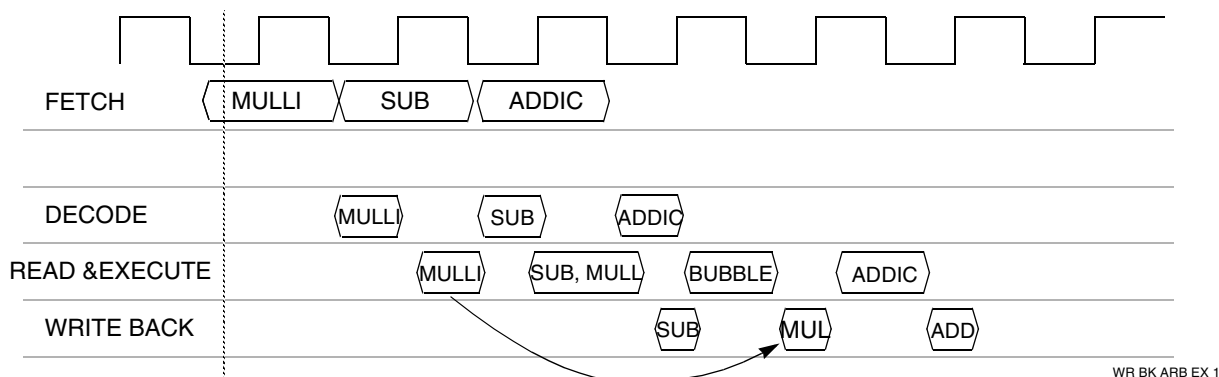 FETCH MULLI SUB ADDIC
DECODE MULLI SUB ADDIC
READ &EXECUTE MULLI SUB, MULL BUBBLE ADDIC
WRITE BACK SUB MUL ADD
WR BK ARB EX 1